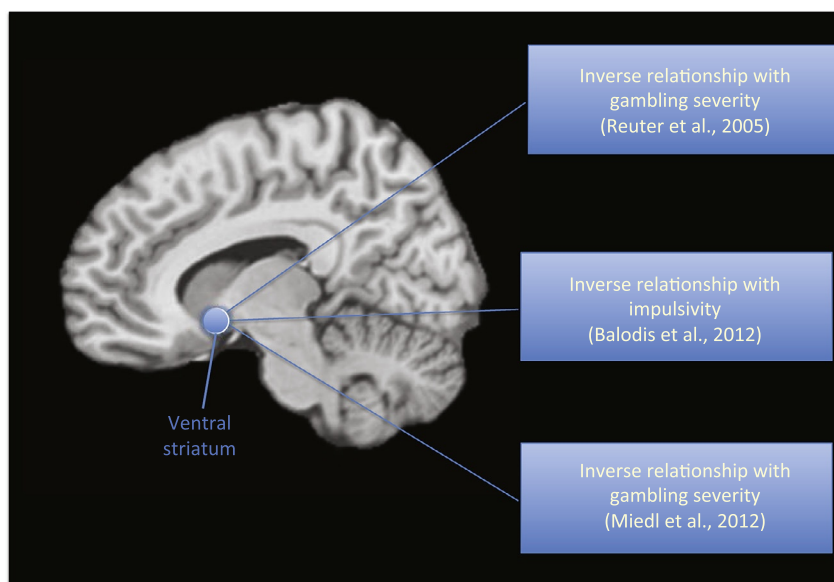 Inverse relationship with
gambling severity
(Reuter et al., 2005)
Inverse relationship with
impulsivity
(Balodis et al., 2012)
Ventral
striatum
Inverse relationship with
gambling severity
(Miedl et al., 2012)